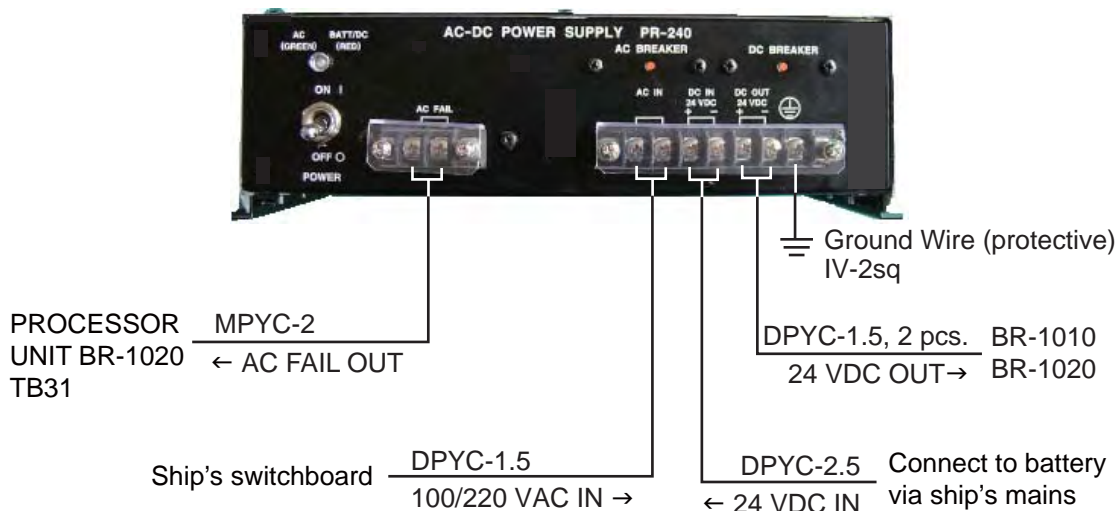 AC-DC POWER SUPPLY PR-240
AC (GREEN)
BATT/DC (RED)
ON I
OFF O
POWER
AC FAIL
AC BREAKER
DC BREAKER
AC IN
DC IN
24 VDC
+ −
DC OUT
24 VDC
+ −
Ground Wire (protective)
IV-2sq
PROCESSOR
UNIT BR-1020
TB31
MPYC-2
← AC FAIL OUT
DPYC-1.5, 2 pcs.
24 VDC OUT→
BR-1010
BR-1020
Ship's switchboard
DPYC-1.5
100/220 VAC IN →
DPYC-2.5
← 24 VDC IN
Connect to battery
via ship's mains